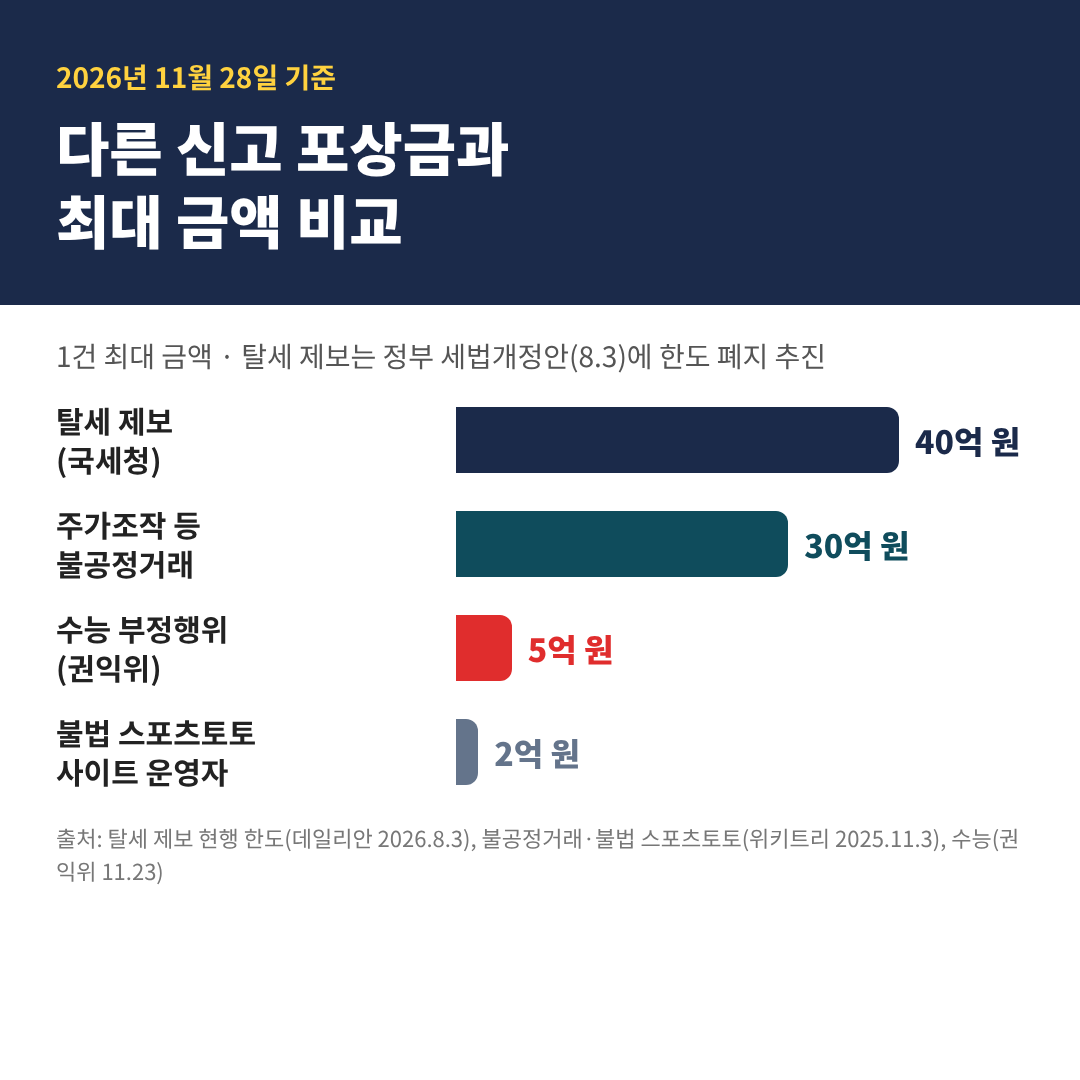 2026년 11월 28일 기준
다른 신고 포상금과
최대 금액 비교
1건 최대 금액 · 탈세 제보는 정부 세법개정안(8.3)에 한도 폐지 추진
탈세 제보
(국세청)
40억 원
주가조작 등
불공정거래
30억 원
수능 부정행위
(권익위)
5억 원
불법 스포츠토토
사이트 운영자
2억 원
출처: 탈세 제보 현행 한도(데일리안 2026.8.3), 불공정거래·불법 스포츠토토(위키트리 2025.11.3), 수능(권
익위 11.23)